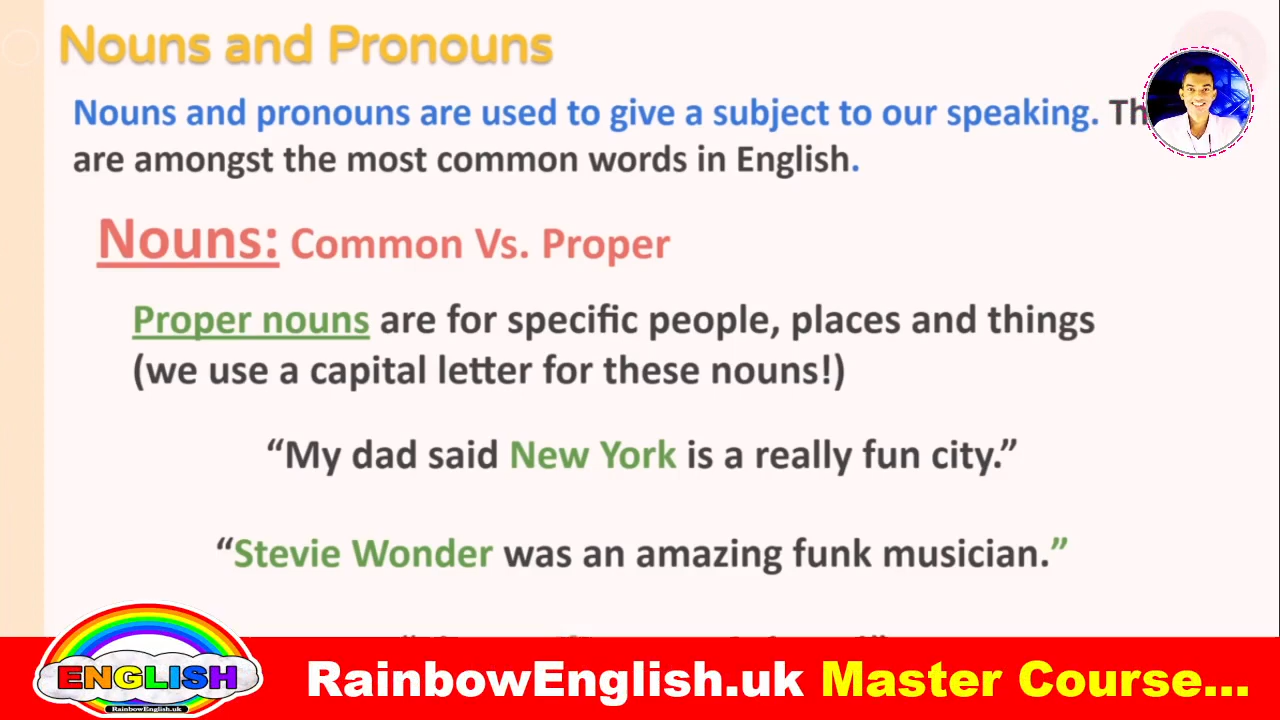 Nouns and Pronouns
Nouns and pronouns are used to give a subject to our speaking. Th
are amongst the most common words in English.
Nouns: Common Vs. Proper
Proper nouns are for specific people, places and things
(we use a capital letter for these nouns!)
“My dad said New York is a really fun city.”
“Stevie Wonder was an amazing funk musician.”
ENGLISH
RainbowEnglish.uk
RainbowEnglish.uk Master Course...